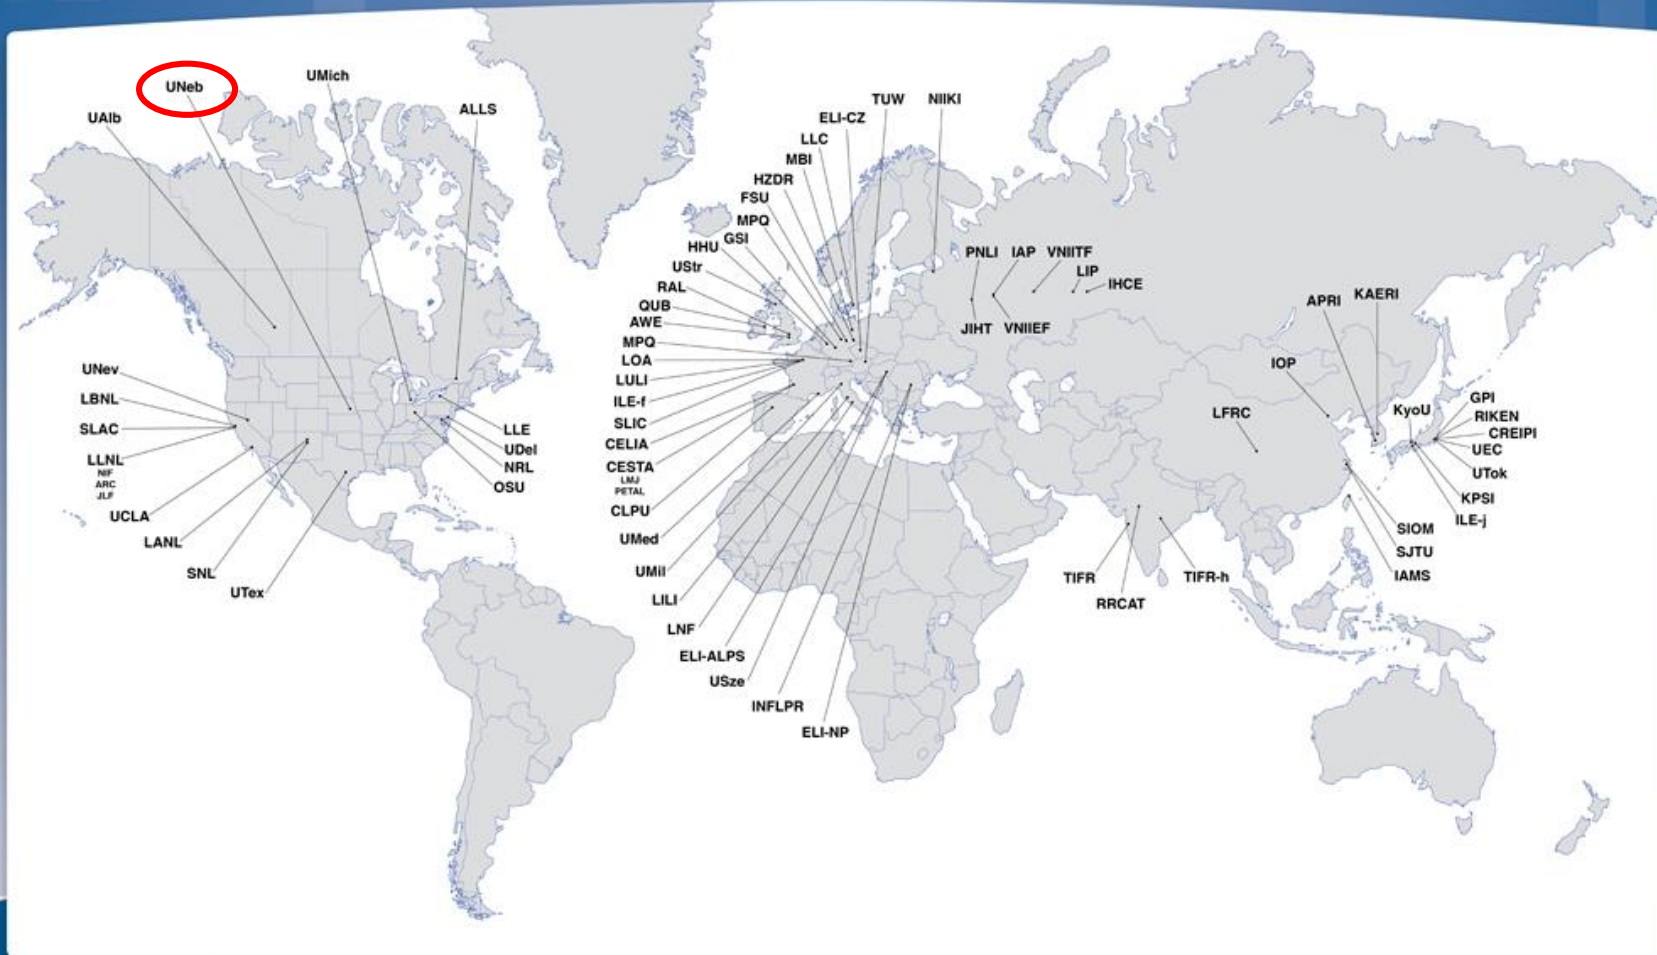 UNeb
UMich
UAlb
ALLS
UNev
LBNL
SLAC
LLNL
NIF
ARC
JLF
UCLA
LANL
SNL
UTex
LLE
UDel
NRL
OSU
TUW
NIIKI
ELI-CZ
LLC
MBI
HZDR
FSU
MPQ
GSI
HHU
UStr
RAL
QUB
AWE
MPQ
LOA
LULI
ILE-f
SLIC
CELIA
CESTA
LMJ
PETAL
CLPU
UMed
UMil
LILI
LNF
ELI-ALPS
USze
INFLPR
ELI-NP
PNLI
IAP
VNIITF
LIP
IHCE
JIHT
VNIIEF
APRI
KAERI
IOP
LFRC
KyoU
GPI
RIKEN
CREIPI
UEC
UTok
KPSI
ILE-j
SIOM
SJTU
IAMS
TIFR
TIFR-h
RRCAT